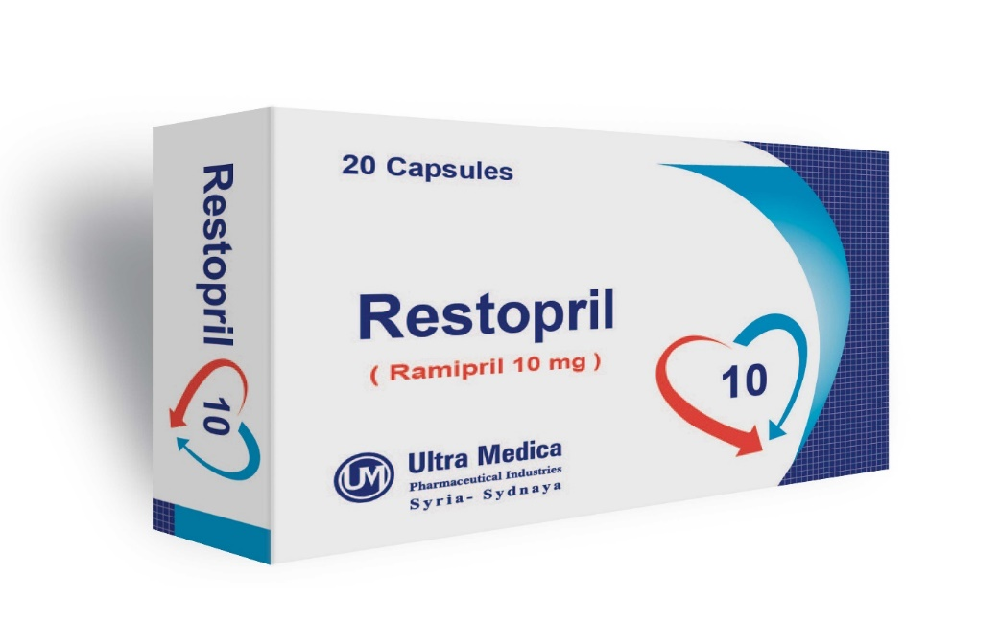 Restopril
10
20 Capsules
Restopril
( Ramipril 10 mg )
10
UM
Ultra Medica
Pharmaceutical Industries
Syria- Sydnaya